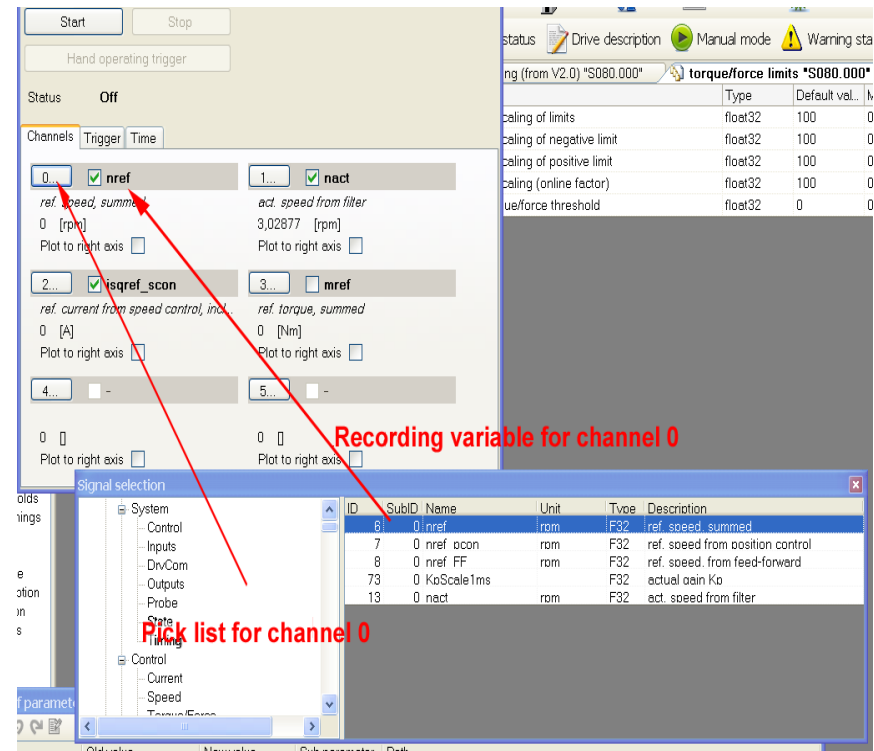 Start Stop
status Drive description Manual mode Warning sta
Hand operating trigger
ng (from V2.0) "S080.000" torque/force limits "S080.000"
Type Default val... M
Status Off
caling of limits float32 100 0
Channels Trigger Time
caling of negative limit float32 100 0
caling of positive limit float32 100 0
0... nref 1... nact
caling (online factor) float32 100 0
ref. speed, summed act. speed from filter
ue/force threshold float32 0 0
0 [rpm] 3,02877 [rpm]
Plot to right axis Plot to right axis
2... isqref_scon 3... mref
ref. current from speed control, incl... ref. torque, summed
0 [A] 0 [Nm]
Plot to right axis Plot to right axis
4... - 5... -
0 [] 0 []
Recording variable for channel 0
Plot to right axis Plot to right axis
Signal selection
olds
nings
e
ption
on
s
System
Control
Inputs
DrvCom
Outputs
Probe
State
Timing
Control
Current
Speed
Torque/Force
ID SubID Name Unit Type Description
6 0 nref rpm F32 ref. speed, summed
7 0 nref_pcon rpm F32 ref. speed from position control
8 0 nref_FF rpm F32 ref. speed, from feed-forward
73 0 KpScale1ms F32 actual gain Kp
13 0 nact rpm F32 act. speed from filter
Pick list for channel 0
f paramet
Old value New value Sub parameter Path